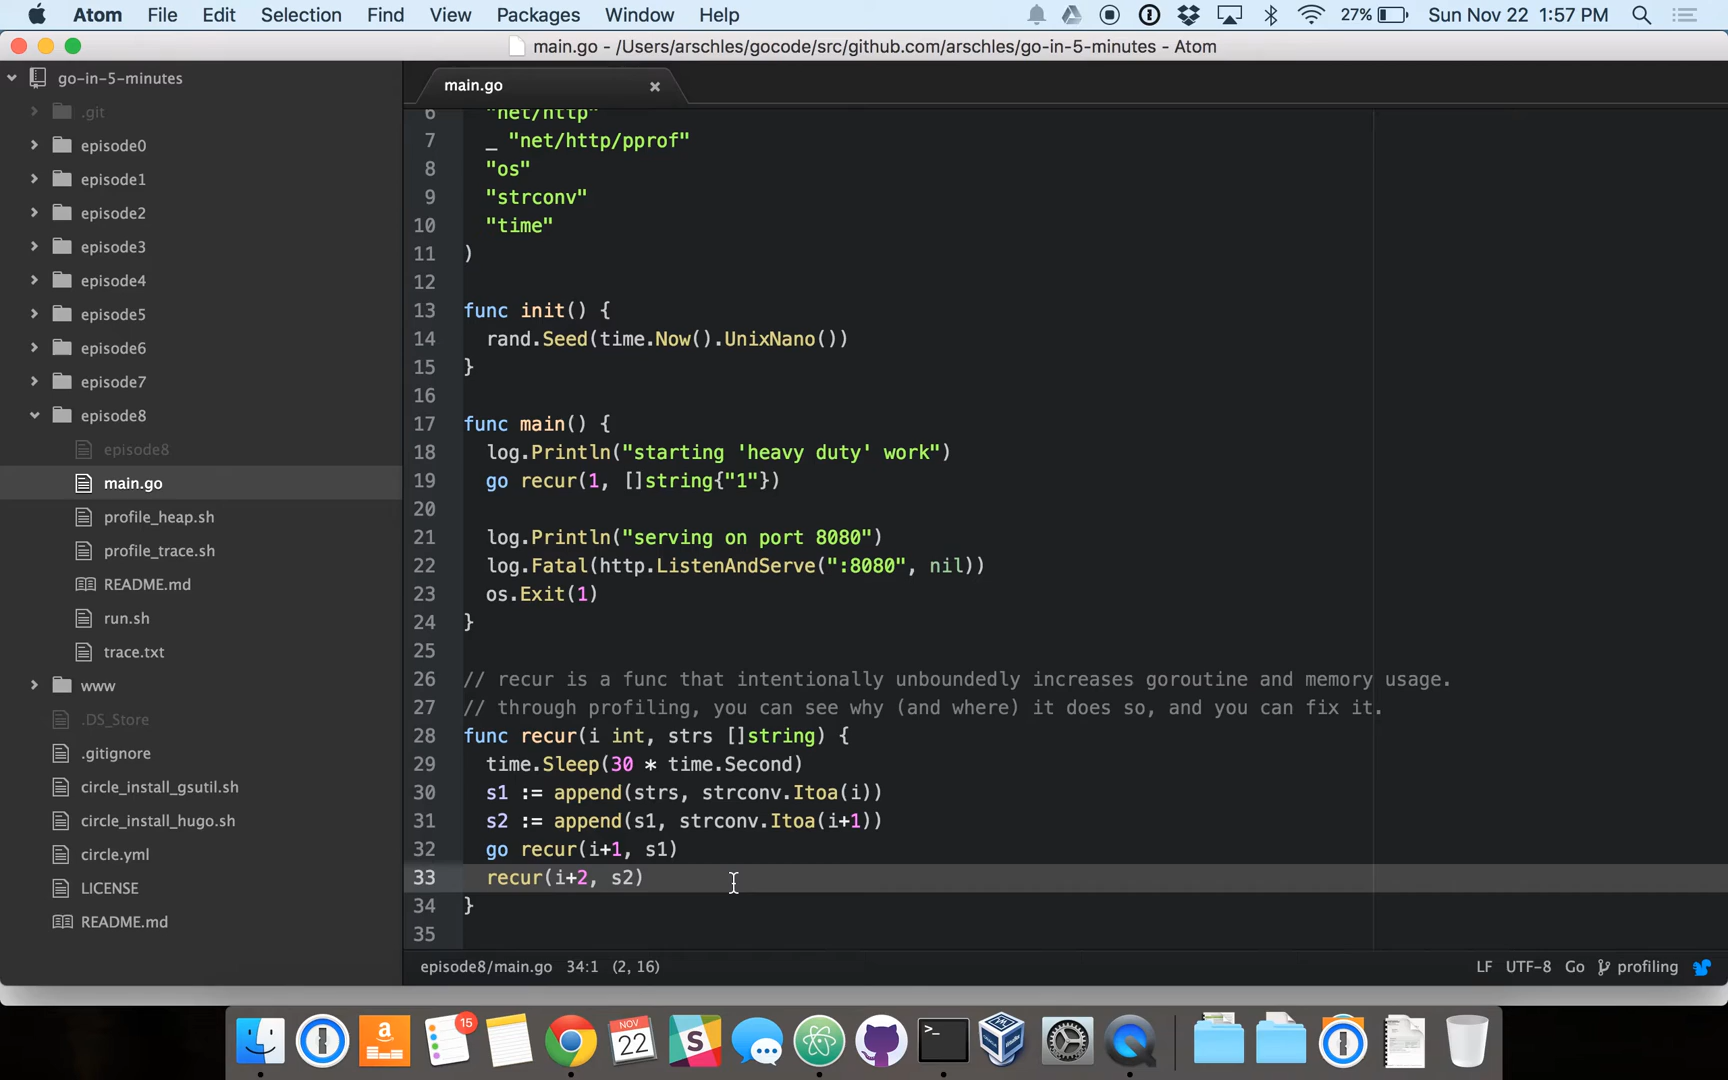 Atom File Edit Selection Find View Packages Window Help 27% Sun Nov 22 1:57 PM
main.go - /Users/arschles/gocode/src/github.com/arschles/go-in-5-minutes - Atom
go-in-5-minutes
.git
episode0
episode1
episode2
episode3
episode4
episode5
episode6
episode7
episode8
episode8
main.go
profile_heap.sh
profile_trace.sh
README.md
run.sh
trace.txt
www
.DS_Store
.gitignore
circle_install_gsutil.sh
circle_install_hugo.sh
circle.yml
LICENSE
README.md
main.go
6 "net/http"
7 _ "net/http/pprof"
8 "os"
9 "strconv"
10 "time"
11 )
12
13 func init() {
14 rand.Seed(time.Now().UnixNano())
15 }
16
17 func main() {
18 log.Println("starting 'heavy duty' work")
19 go recur(1, []string{"1"})
20
21 log.Println("serving on port 8080")
22 log.Fatal(http.ListenAndServe(":8080", nil))
23 os.Exit(1)
24 }
25
26 // recur is a func that intentionally unboundedly increases goroutine and memory usage.
27 // through profiling, you can see why (and where) it does so, and you can fix it.
28 func recur(i int, strs []string) {
29 time.Sleep(30 * time.Second)
30 s1 := append(strs, strconv.Itoa(i))
31 s2 := append(s1, strconv.Itoa(i+1))
32 go recur(i+1, s1)
33 recur(i+2, s2)
34 }
35
episode8/main.go 34:1 (2, 16) LF UTF-8 Go profiling
15
NOV
22